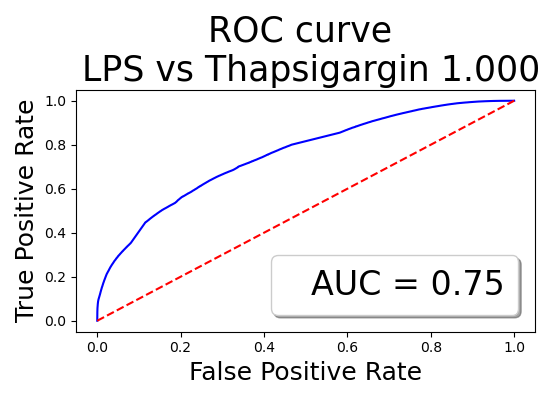 ROC curve
LPS vs Thapsigargin 1.000
True Positive Rate
1.0
0.8
0.6
0.4
0.2
0.0
AUC = 0.75
0.0 0.2 0.4 0.6 0.8 1.0
False Positive Rate